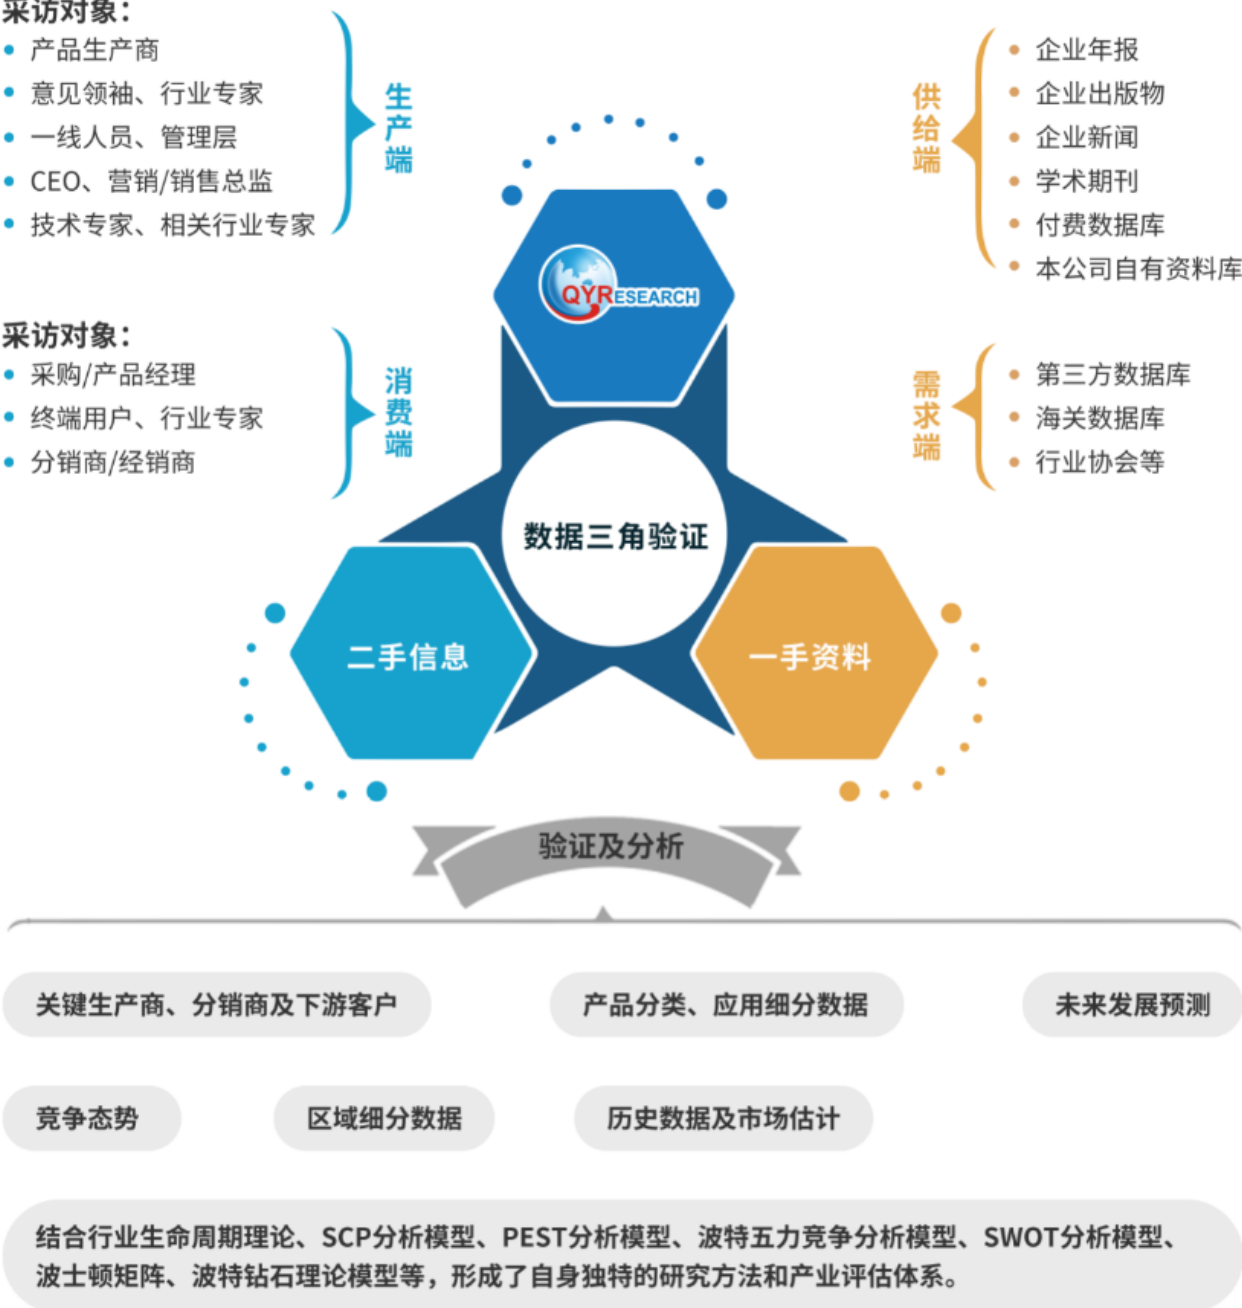 采访对象：
产品生产商
意见领袖、行业专家
一线人员、管理层
CEO、营销/销售总监
技术专家、相关行业专家
生产端
采访对象：
采购/产品经理
终端用户、行业专家
分销商/经销商
消费端
供给端
企业年报
企业出版物
企业新闻
学术期刊
付费数据库
本公司自有资料库
需求端
第三方数据库
海关数据库
行业协会等
QYRESEARCH
数据三角验证
二手信息
一手资料
验证及分析
关键生产商、分销商及下游客户
产品分类、应用细分数据
未来发展预测
竞争态势
区域细分数据
历史数据及市场估计
结合行业生命周期理论、SCP分析模型、PEST分析模型、波特五力竞争分析模型、SWOT分析模型、
波士顿矩阵、波特钻石理论模型等，形成了自身独特的研究方法和产业评估体系。